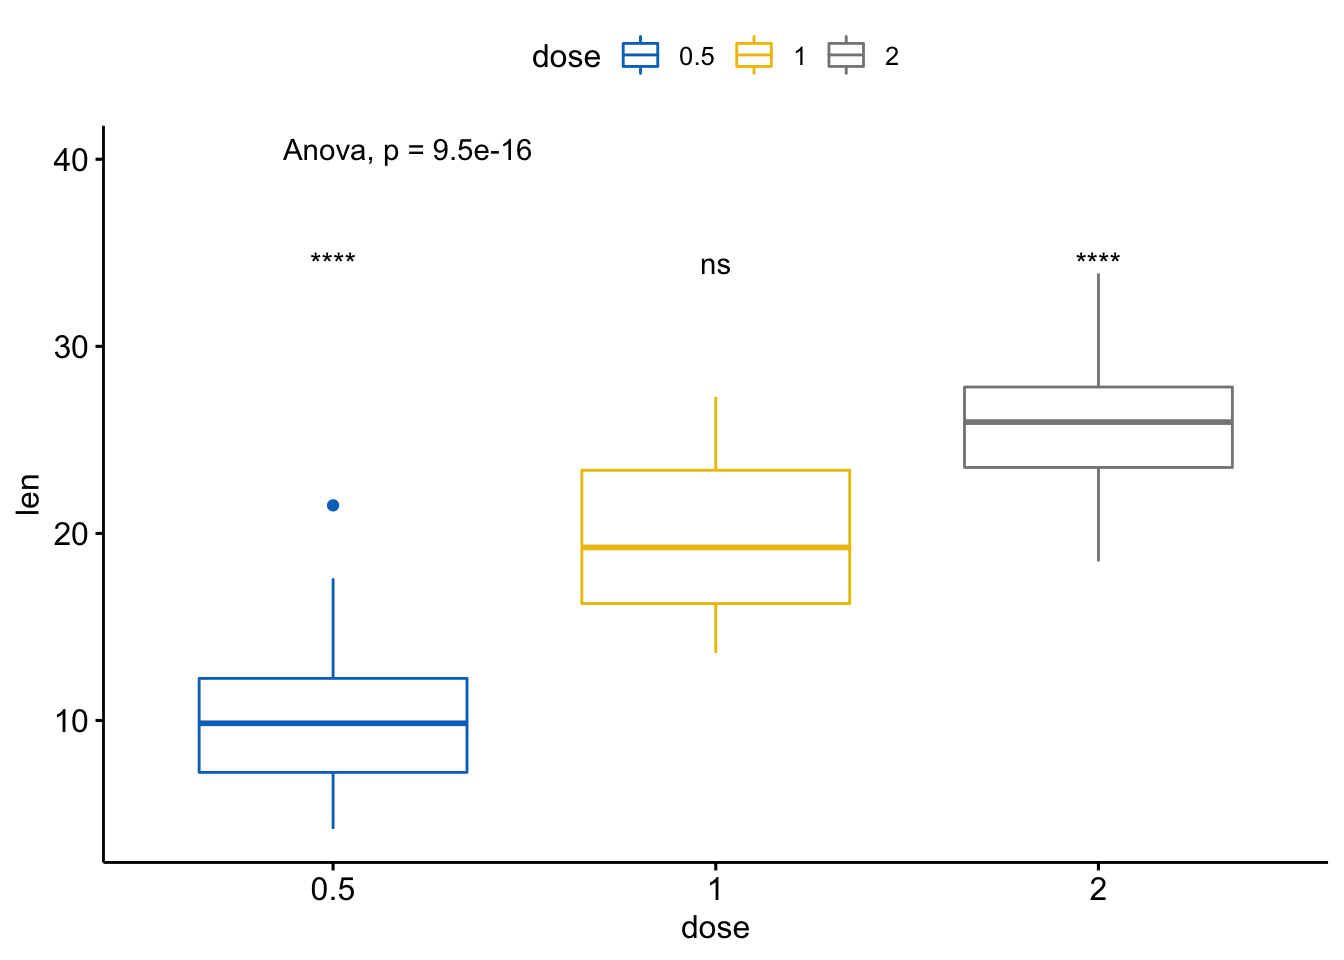 dose 0.5 1 2
Anova, p = 9.5e-16
40
**** ns ****
30
len
20
10
0.5 1 2
dose